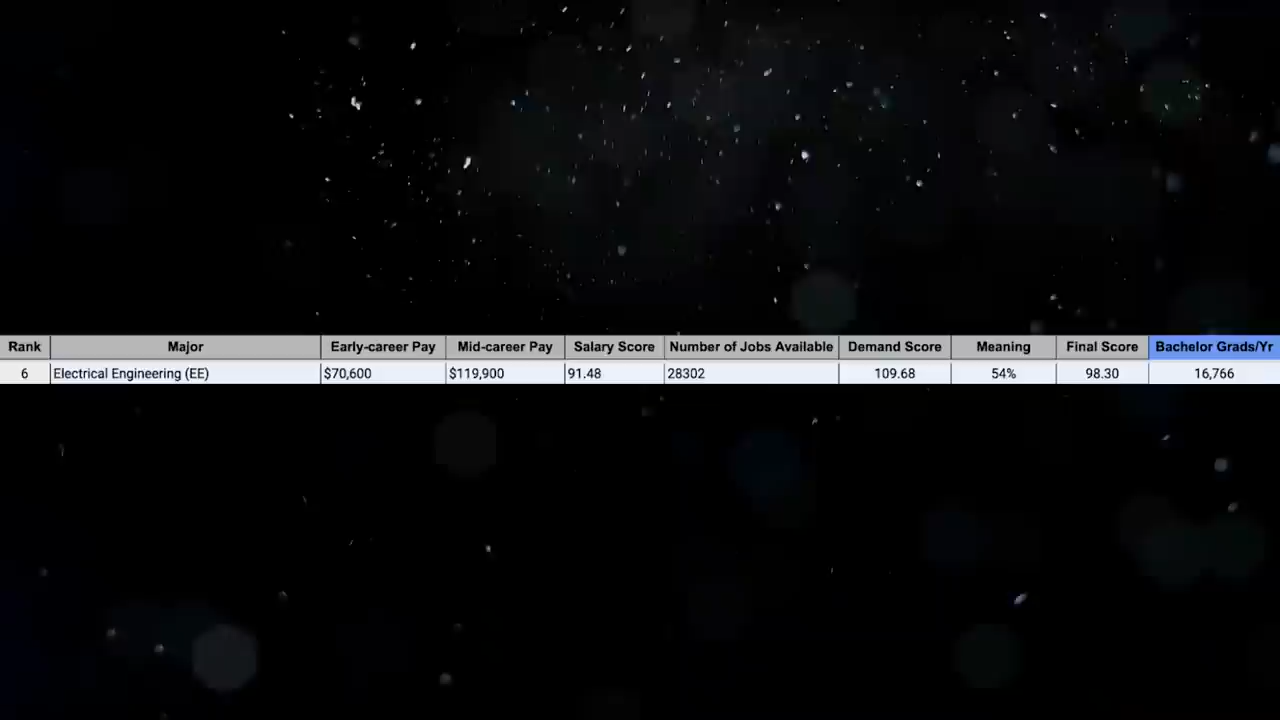 Rank Major Early-career Pay Mid-career Pay Salary Score Number of Jobs Available Demand Score Meaning Final Score Bachelor Grads/Yr
6 Electrical Engineering (EE) $70,600 $119,900 91.48 28302 109.68 54% 98.30 16,766